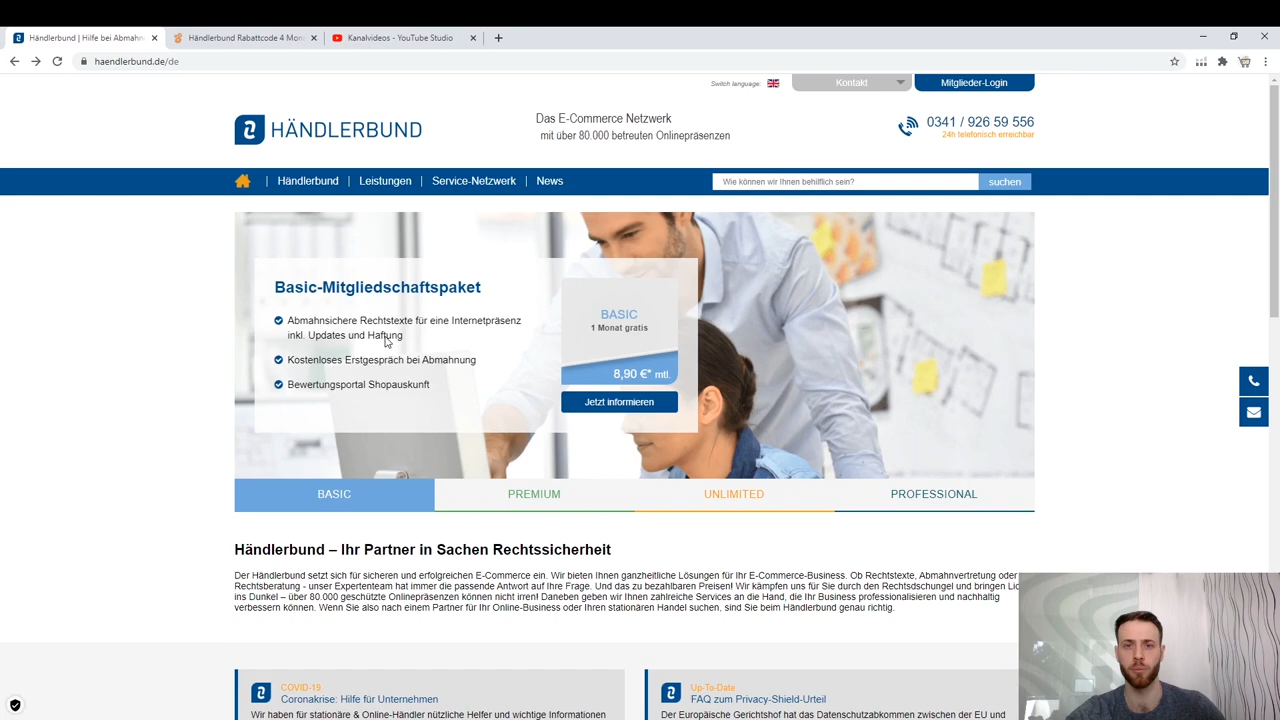 Händlerbund | Hilfe bei Abmahn
Händlerbund Rabattcode 4 Mona
Kanalvideos - YouTube Studio
haendlerbund.de/de
Switch language:
Kontakt
Mitglieder-Login
HÄNDLERBUND
Das E-Commerce Netzwerk
mit über 80.000 betreuten Onlinepräsenzen
0341 / 926 59 556
24h telefonisch erreichbar
Händlerbund
Leistungen
Service-Netzwerk
News
Wie können wir Ihnen behilflich sein?
suchen
Basic-Mitgliedschaftspaket
Abmahnsichere Rechtstexte für eine Internetpräsenz
inkl. Updates und Haftung
Kostenloses Erstgespräch bei Abmahnung
Bewertungsportal Shopauskunft
BASIC
1 Monat gratis
8,90 €* mtl.
Jetzt informieren
BASIC
PREMIUM
UNLIMITED
PROFESSIONAL
Händlerbund – Ihr Partner in Sachen Rechtssicherheit
Der Händlerbund setzt sich für sicheren und erfolgreichen E-Commerce ein. Wir bieten Ihnen ganzheitliche Lösungen für Ihr E-Commerce-Business. Ob Rechtstexte, Abmahnvertretung oder
Rechtsberatung - unser Expertenteam hat immer die passende Antwort auf Ihre Frage. Und das zu bezahlbaren Preisen! Wir kämpfen uns für Sie durch den Rechtsdschungel und bringen Lic
ins Dunkel – über 80.000 geschützte Onlinepräsenzen können nicht irren! Daneben geben wir Ihnen zahlreiche Services an die Hand, die Ihr Business professionalisieren und nachhaltig
verbessern können. Wenn Sie also nach einem Partner für Ihr Online-Business oder Ihren stationären Handel suchen, sind Sie beim Händlerbund genau richtig.
COVID-19
Coronakrise: Hilfe für Unternehmen
Wir haben für stationäre & Online-Händler nützliche Helfer und wichtige Informationen
Up-To-Date
FAQ zum Privacy-Shield-Urteil
Der Europäische Gerichtshof hat das Datenschutzabkommen zwischen der EU und